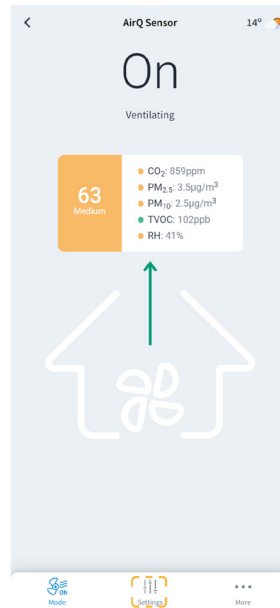 AirQ Sensor 14°
On
Ventilating
63
Medium
CO₂: 859ppm
PM₂.₅: 3.5µg/m³
PM₁₀: 2.5µg/m³
TVOC: 102ppb
RH: 41%
ON
Mode Settings More